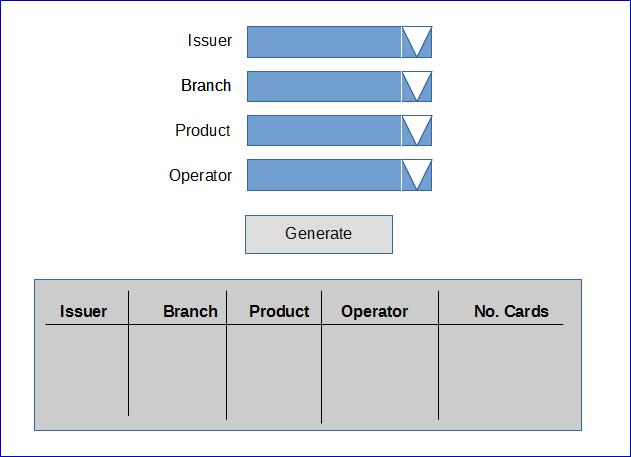 Issuer
Branch
Product
Operator
Generate
Issuer Branch Product Operator No. Cards